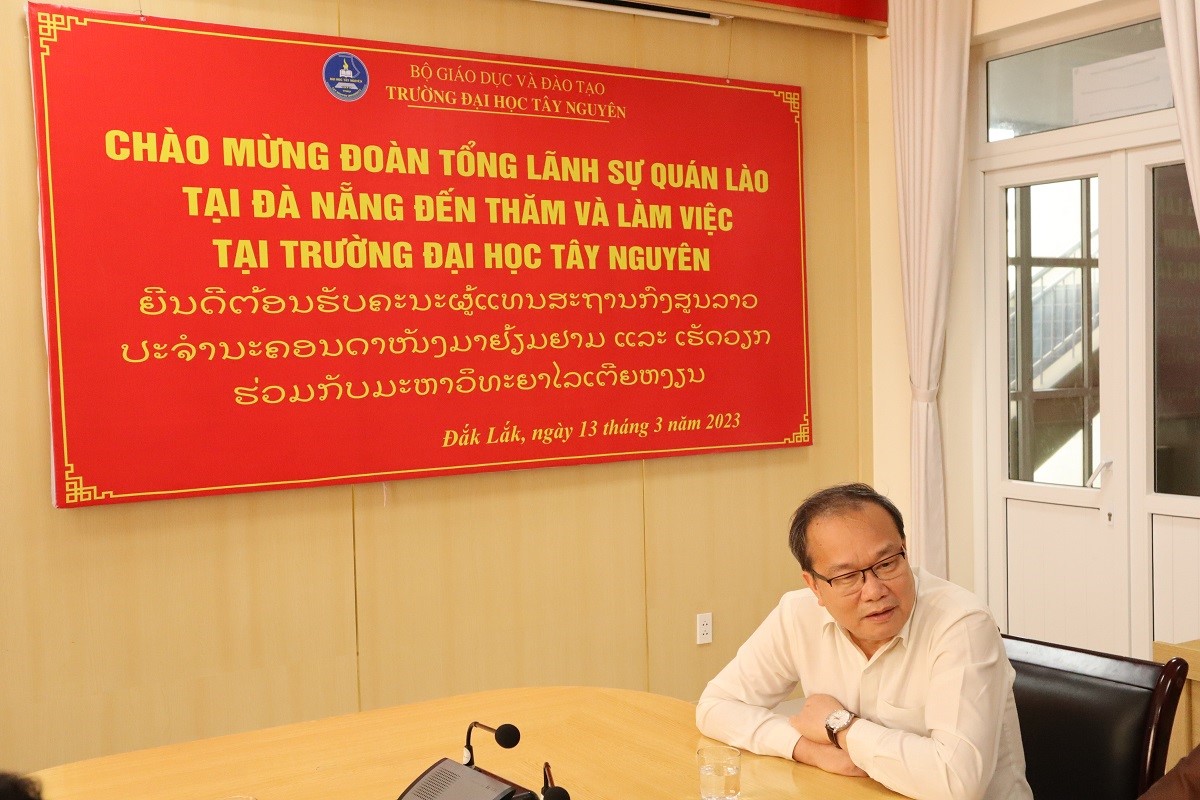 BỘ GIÁO DỤC VÀ ĐÀO TẠO
TRƯỜNG ĐẠI HỌC TÂY NGUYÊN
CHÀO MỪNG ĐOÀN TỔNG LÃNH SỰ QUÁN LÀO
TẠI ĐÀ NẴNG ĐẾN THĂM VÀ LÀM VIỆC
TẠI TRƯỜNG ĐẠI HỌC TÂY NGUYÊN
ຍິນດີຕ້ອນຮັບຄະນະຜູ້ແທນສະຖານກົງສູນລາວ
ປະຈຳນະຄອນດາໜັງມາຢ້ຽມຢາມ ແລະ ເຮັດວຽກ
ຮ່ວມກັບມະຫາວິທະຍາໄລເຕີຍຫງຽນ
Đắk Lắk, ngày 13 tháng 3 năm 2023